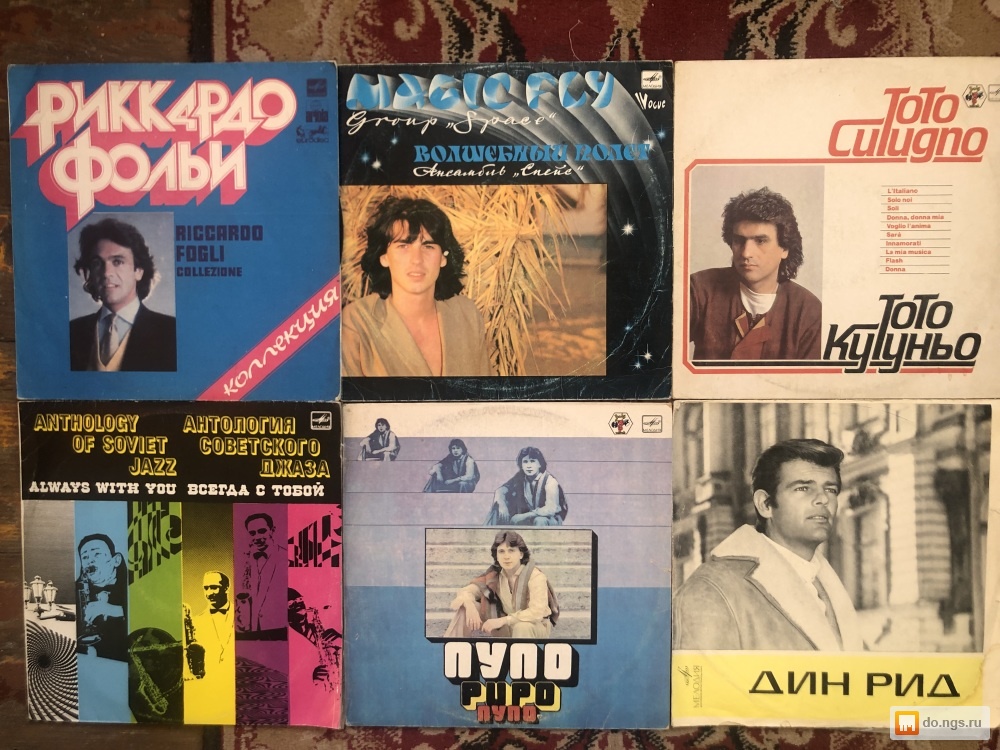 РИККАРДО
ФОЛЬИ
RICCARDO
FOGLI
COLLEZIONE
КОЛЛЕКЦИЯ
MAGIC FLY
Group „Space“
Vogue
ВОЛШЕБНЫЙ ПОЛЕТ
Ансамбль „Спейс“
TOTO
Cutugno
L'Italiano
Solo noi
Soli
Donna, donna mia
Voglio l'anima
Serà
Innamorati
La mia musica
Flash
Donna
ТОТО
Кутуньо
ANTHOLOGY
OF SOVIET
JAZZ
АНТОЛОГИЯ
СОВЕТСКОГО
ДЖАЗА
ALWAYS WITH YOU
ВСЕГДА С ТОБОЙ
ПУПО
PUPO
ПУПО
ДИН РИД
do.ngs.ru